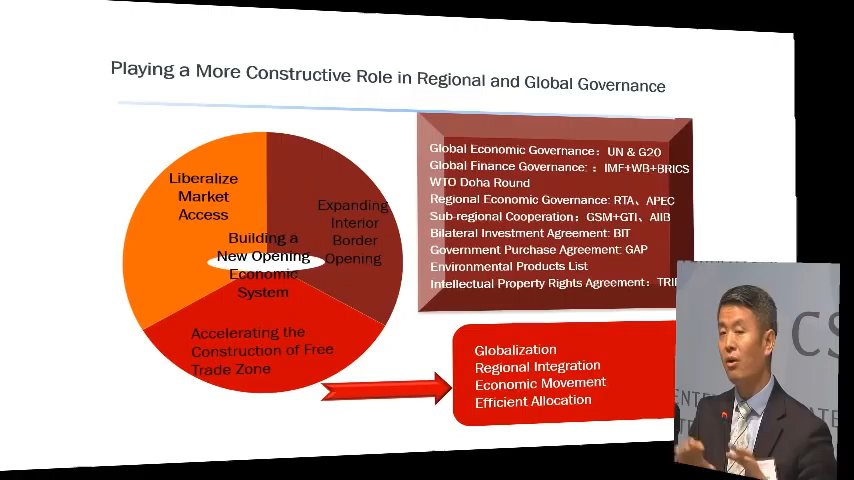 Playing a More Constructive Role in Regional and Global Governance
Liberalize
Market
Access
Expanding
Interior
Border
Opening
Building a
New Opening
Economic
System
Accelerating the
Construction of Free
Trade Zone
Global Economic Governance：UN & G20
Global Finance Governance:：IMF+WB+BRICS
WTO Doha Round
Regional Economic Governance: RTA、APEC
Sub-regional Cooperation：GSM+GTI、AIIB
Bilateral Investment Agreement: BIT
Government Purchase Agreement: GAP
Environmental Products List
Intellectual Property Rights Agreement：
Globalization
Regional Integration
Economic Movement
Efficient Allocation